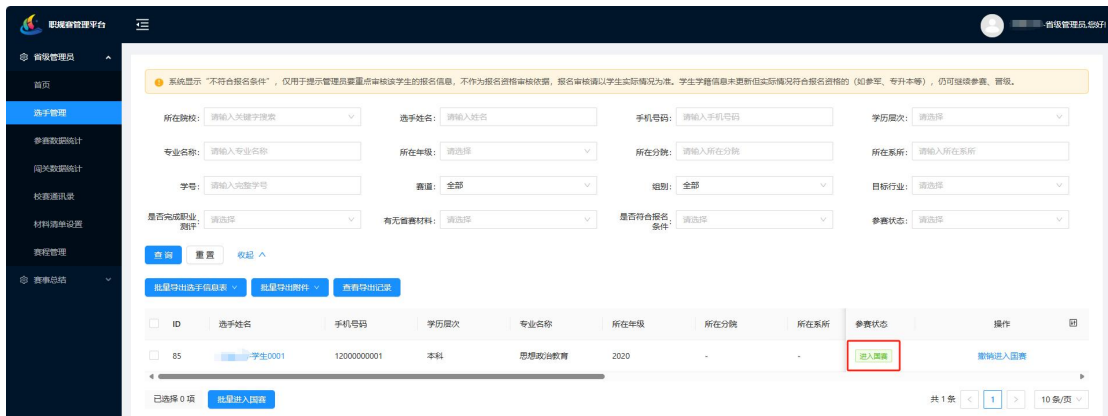 职规赛管理平台
-省级管理员,您好!
省级管理员
首页
选手管理
参赛数据统计
闯关数据统计
校赛通讯录
材料清单设置
赛程管理
赛事总结
系统显示“不符合报名条件”，仅用于提示管理员要重点审核该学生的报名信息，不作为报名资格审核依据，报名审核请以学生实际情况为准。学生学籍信息未更新但实际情况符合报名资格的（如参军、专升本等），仍可继续参赛、晋级。
所在院校: 请输入关键字搜索 选手姓名: 请输入姓名 手机号码: 请输入手机号码 学历层次: 请选择
专业名称: 请输入专业名称 所在年级: 请选择 所在分院: 请输入所在分院 所在系所: 请输入所在系所
学号: 请输入完整学号 赛道: 全部 组别: 全部 目标行业: 请选择
是否完成职业测评: 请选择 有无省赛材料: 请选择 是否符合报名条件: 请选择 参赛状态: 请选择
查 询 重 置 收起
批量导出选手信息表 批量导出附件 查看导出记录
ID 选手姓名 手机号码 学历层次 专业名称 所在年级 所在分院 所在系所 参赛状态 操作
85 -学生0001 12000000001 本科 思想政治教育 2020 - - 进入国赛 撤销进入国赛
已选择 0 项 批量进入国赛 共 1 条 < 1 > 10 条/页